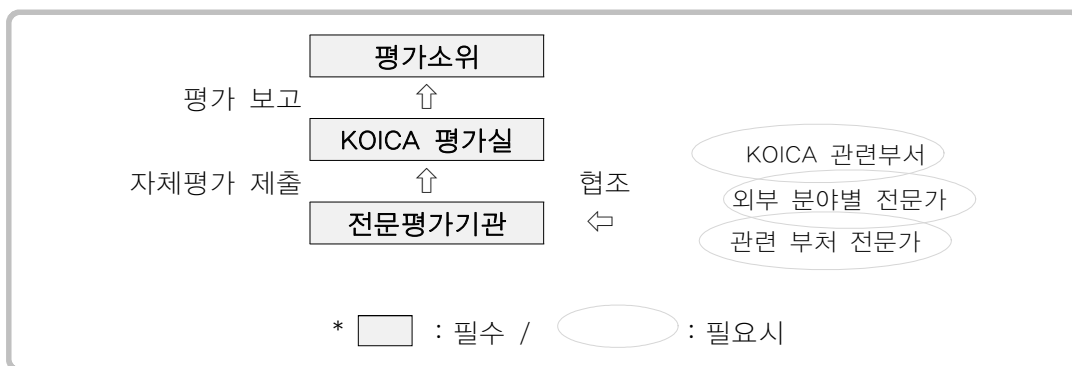 평가소위
평가 보고 ⇧
KOICA 평가실
자체평가 제출 ⇧
전문평가기관
협조
⇦
KOICA 관련부서
외부 분야별 전문가
관련 부처 전문가
* : 필수 / : 필요시